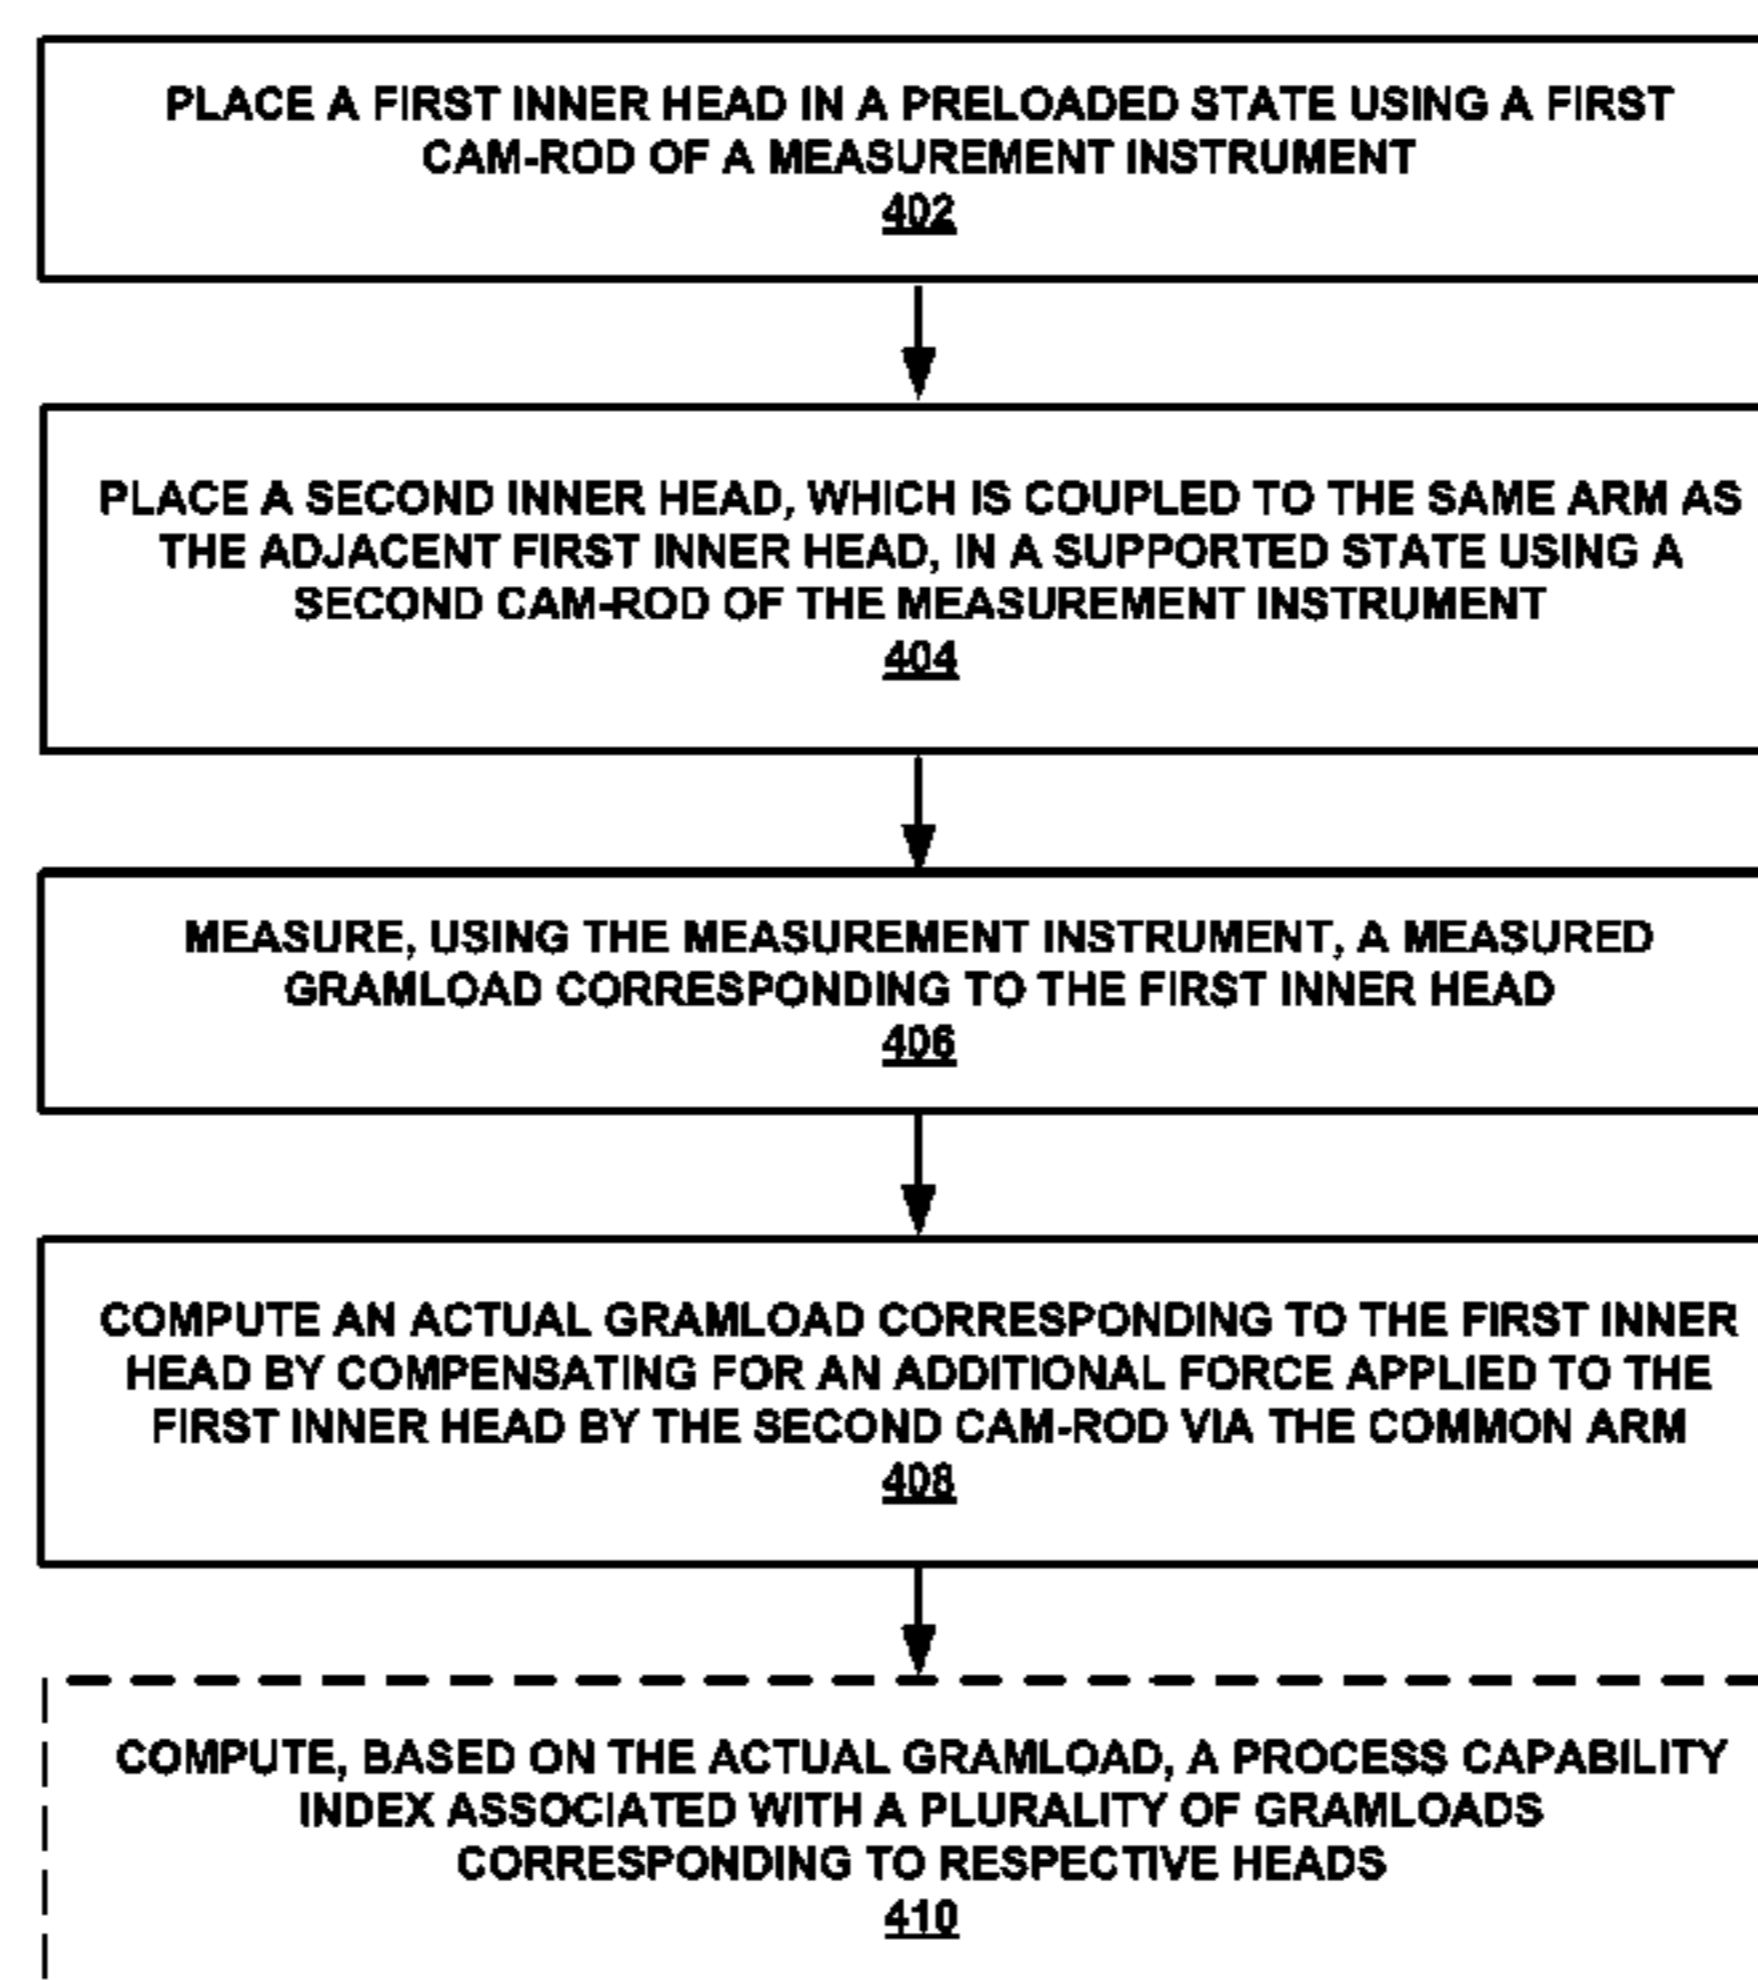 PLACE A FIRST INNER HEAD IN A PRELOADED STATE USING A FIRST
CAM-ROD OF A MEASUREMENT INSTRUMENT
402
PLACE A SECOND INNER HEAD, WHICH IS COUPLED TO THE SAME ARM AS
THE ADJACENT FIRST INNER HEAD, IN A SUPPORTED STATE USING A
SECOND CAM-ROD OF THE MEASUREMENT INSTRUMENT
404
MEASURE, USING THE MEASUREMENT INSTRUMENT, A MEASURED
GRAMLOAD CORRESPONDING TO THE FIRST INNER HEAD
406
COMPUTE AN ACTUAL GRAMLOAD CORRESPONDING TO THE FIRST INNER
HEAD BY COMPENSATING FOR AN ADDITIONAL FORCE APPLIED TO THE
FIRST INNER HEAD BY THE SECOND CAM-ROD VIA THE COMMON ARM
408
COMPUTE, BASED ON THE ACTUAL GRAMLOAD, A PROCESS CAPABILITY
INDEX ASSOCIATED WITH A PLURALITY OF GRAMLOADS
CORRESPONDING TO RESPECTIVE HEADS
410